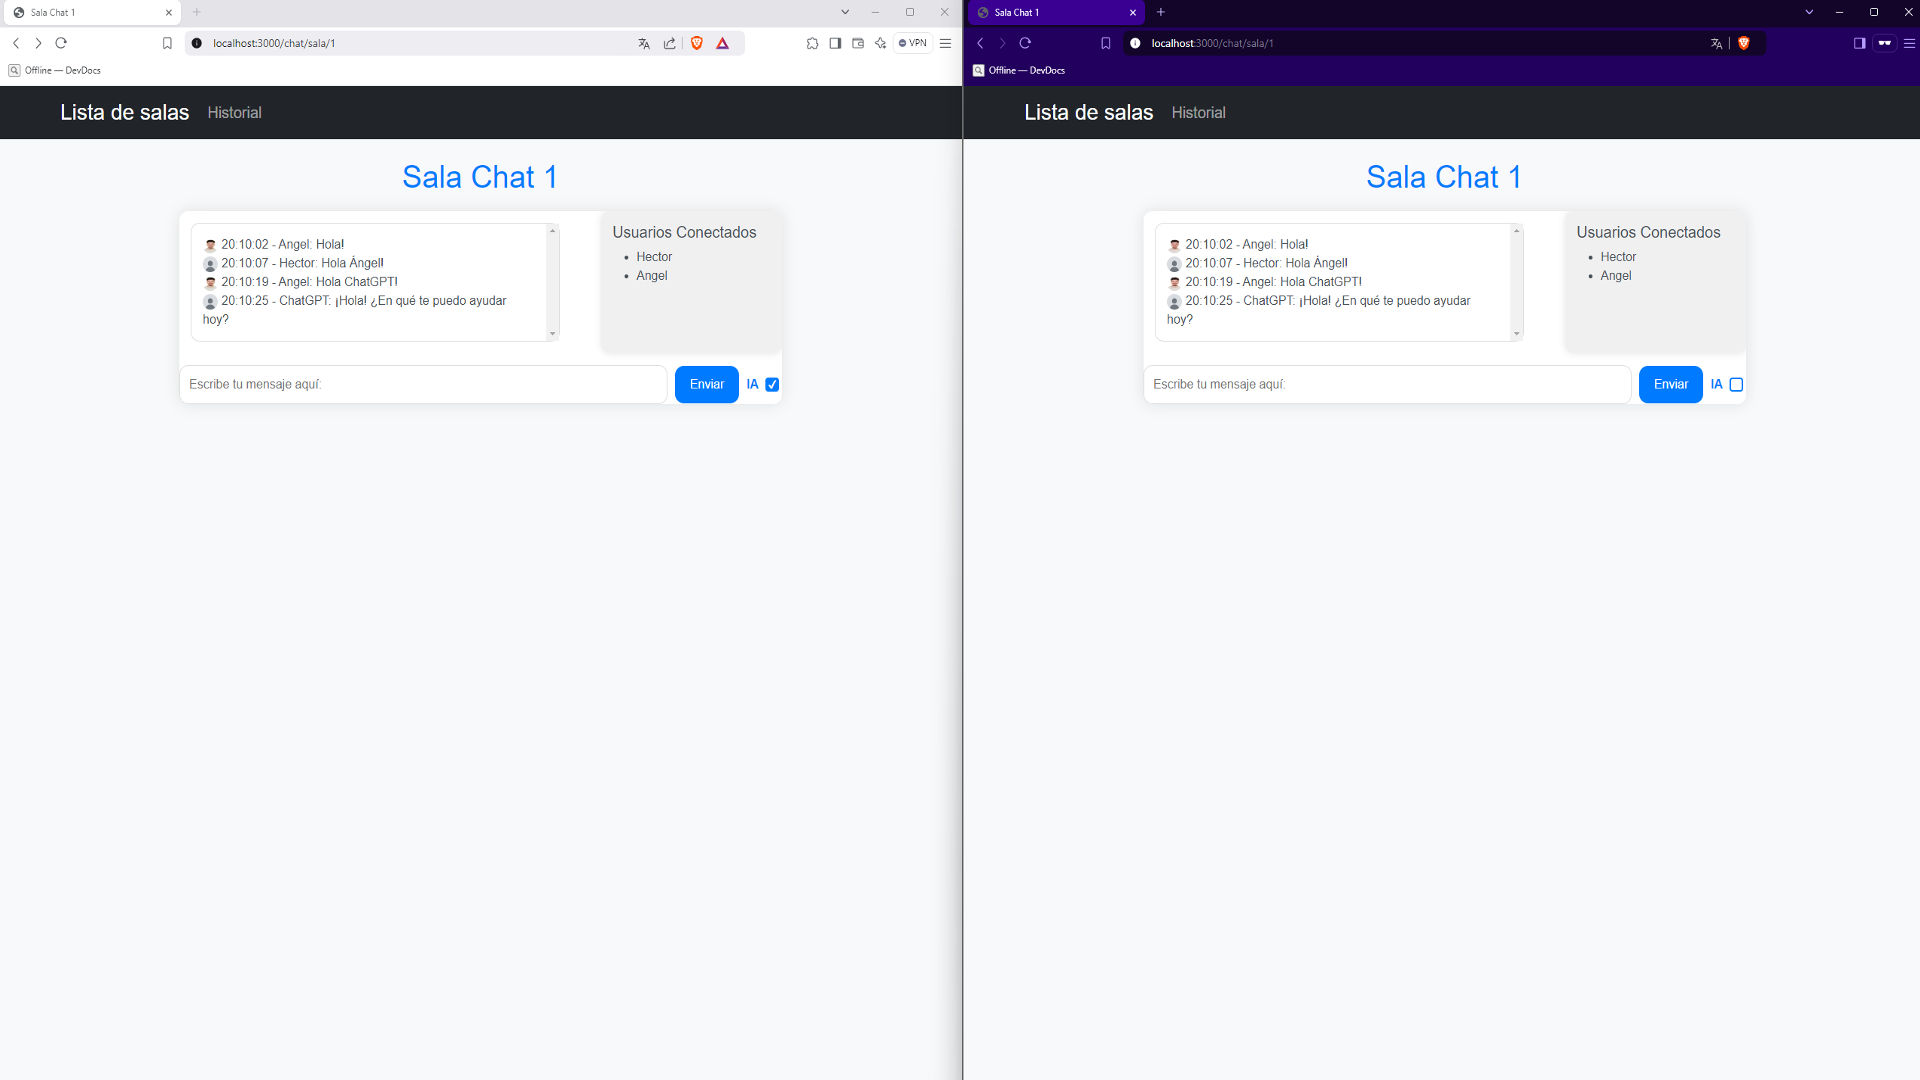 Sala Chat 1
localhost:3000/chat/sala/1
VPN
Offline — DevDocs
Lista de salas Historial
Sala Chat 1
20:10:02 - Angel: Hola!
20:10:07 - Hector: Hola Ángel!
20:10:19 - Angel: Hola ChatGPT!
20:10:25 - ChatGPT: ¡Hola! ¿En qué te puedo ayudar
hoy?
Usuarios Conectados
Hector
Angel
Escribe tu mensaje aquí:
Enviar
IA
Sala Chat 1
localhost:3000/chat/sala/1
Offline — DevDocs
Lista de salas Historial
Sala Chat 1
20:10:02 - Angel: Hola!
20:10:07 - Hector: Hola Ángel!
20:10:19 - Angel: Hola ChatGPT!
20:10:25 - ChatGPT: ¡Hola! ¿En qué te puedo ayudar
hoy?
Usuarios Conectados
Hector
Angel
Escribe tu mensaje aquí:
Enviar
IA